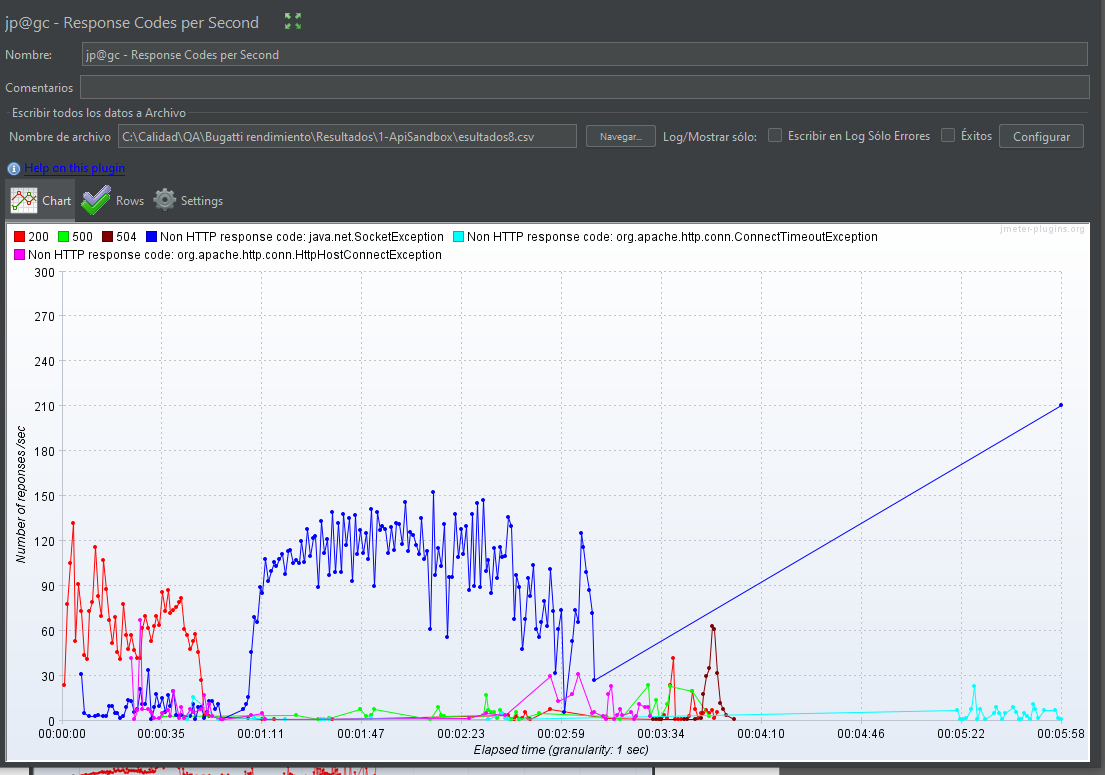 jp@gc - Response Codes per Second
Nombre: jp@gc - Response Codes per Second
Comentarios
Escribir todos los datos a Archivo
Nombre de archivo C:\Calidad\QA\Bugatti rendimiento\Resultados\1-ApiSandbox\esultados8.csv Navegar... Log/Mostrar sólo: Escribir en Log Sólo Errores Éxitos Configurar
Help on this plugin
Chart Rows Settings
200 500 504 Non HTTP response code: java.net.SocketException Non HTTP response code: org.apache.http.conn.ConnectTimeoutException
jmeter-plugins.org
Non HTTP response code: org.apache.http.conn.HttpHostConnectException
300
270
240
210
180
150
120
90
60
30
0
Number of reponses /sec
00:00:00 00:00:35 00:01:11 00:01:47 00:02:23 00:02:59 00:03:34 00:04:10 00:04:46 00:05:22 00:05:58
Elapsed time (granularity: 1 sec)